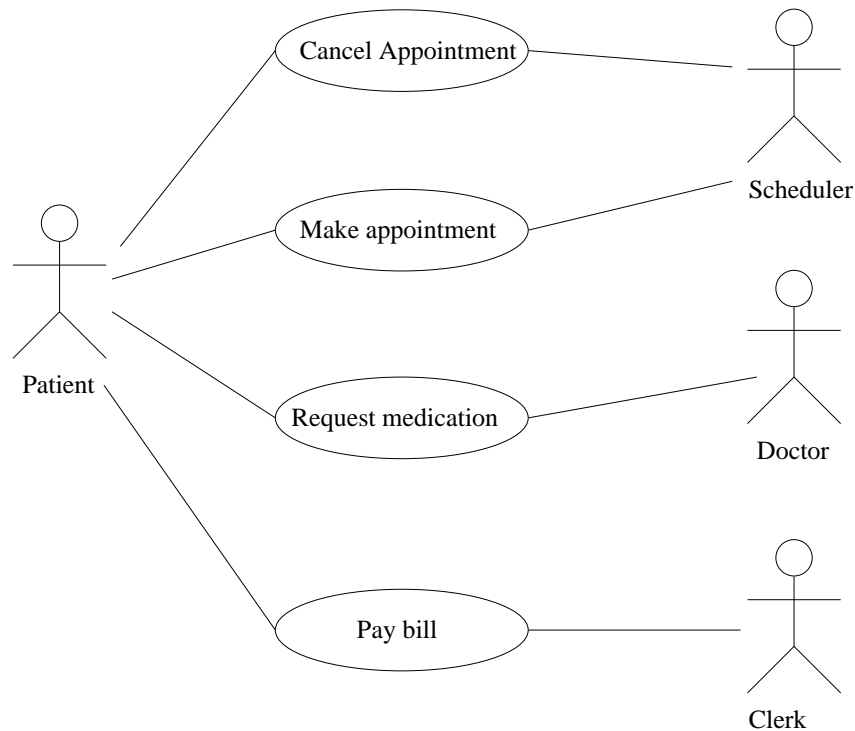 Cancel Appointment
Scheduler
Make appointment
Patient
Request medication
Doctor
Pay bill
Clerk